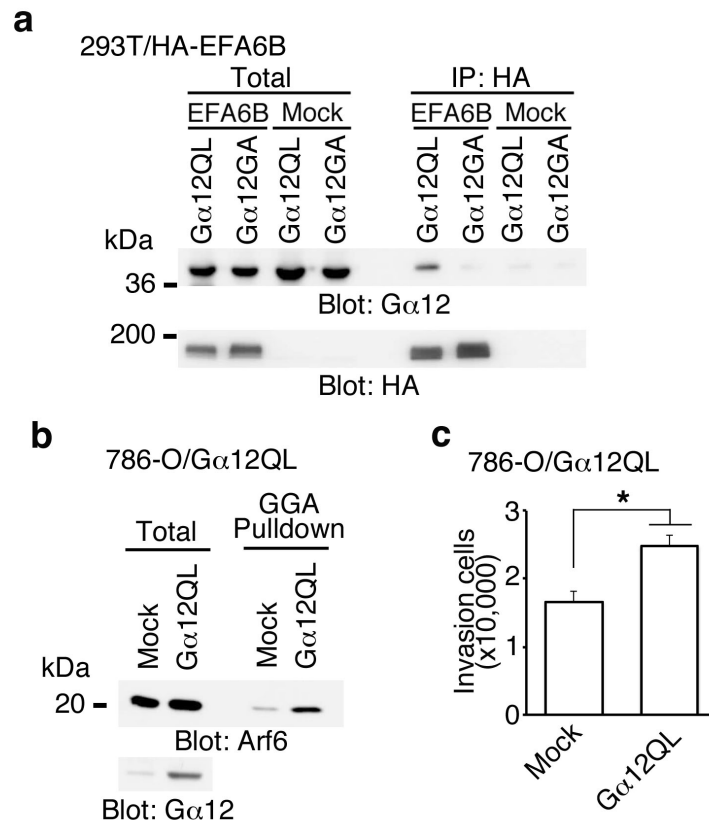 a
293T/HA-EFA6B
Total IP: HA
EFA6B Mock EFA6B Mock
Gα12QL Gα12GA Gα12QL Gα12GA Gα12QL Gα12GA Gα12QL Gα12GA
kDa
36
Blot: Gα12
200
Blot: HA
b
786-O/Gα12QL
Total GGA Pulldown
Mock Gα12QL Mock Gα12QL
kDa
20
Blot: Arf6
Blot: Gα12
c
786-O/Gα12QL
*
Invasion cells
(x10,000)
3
2
1
0
Mock Gα12QL